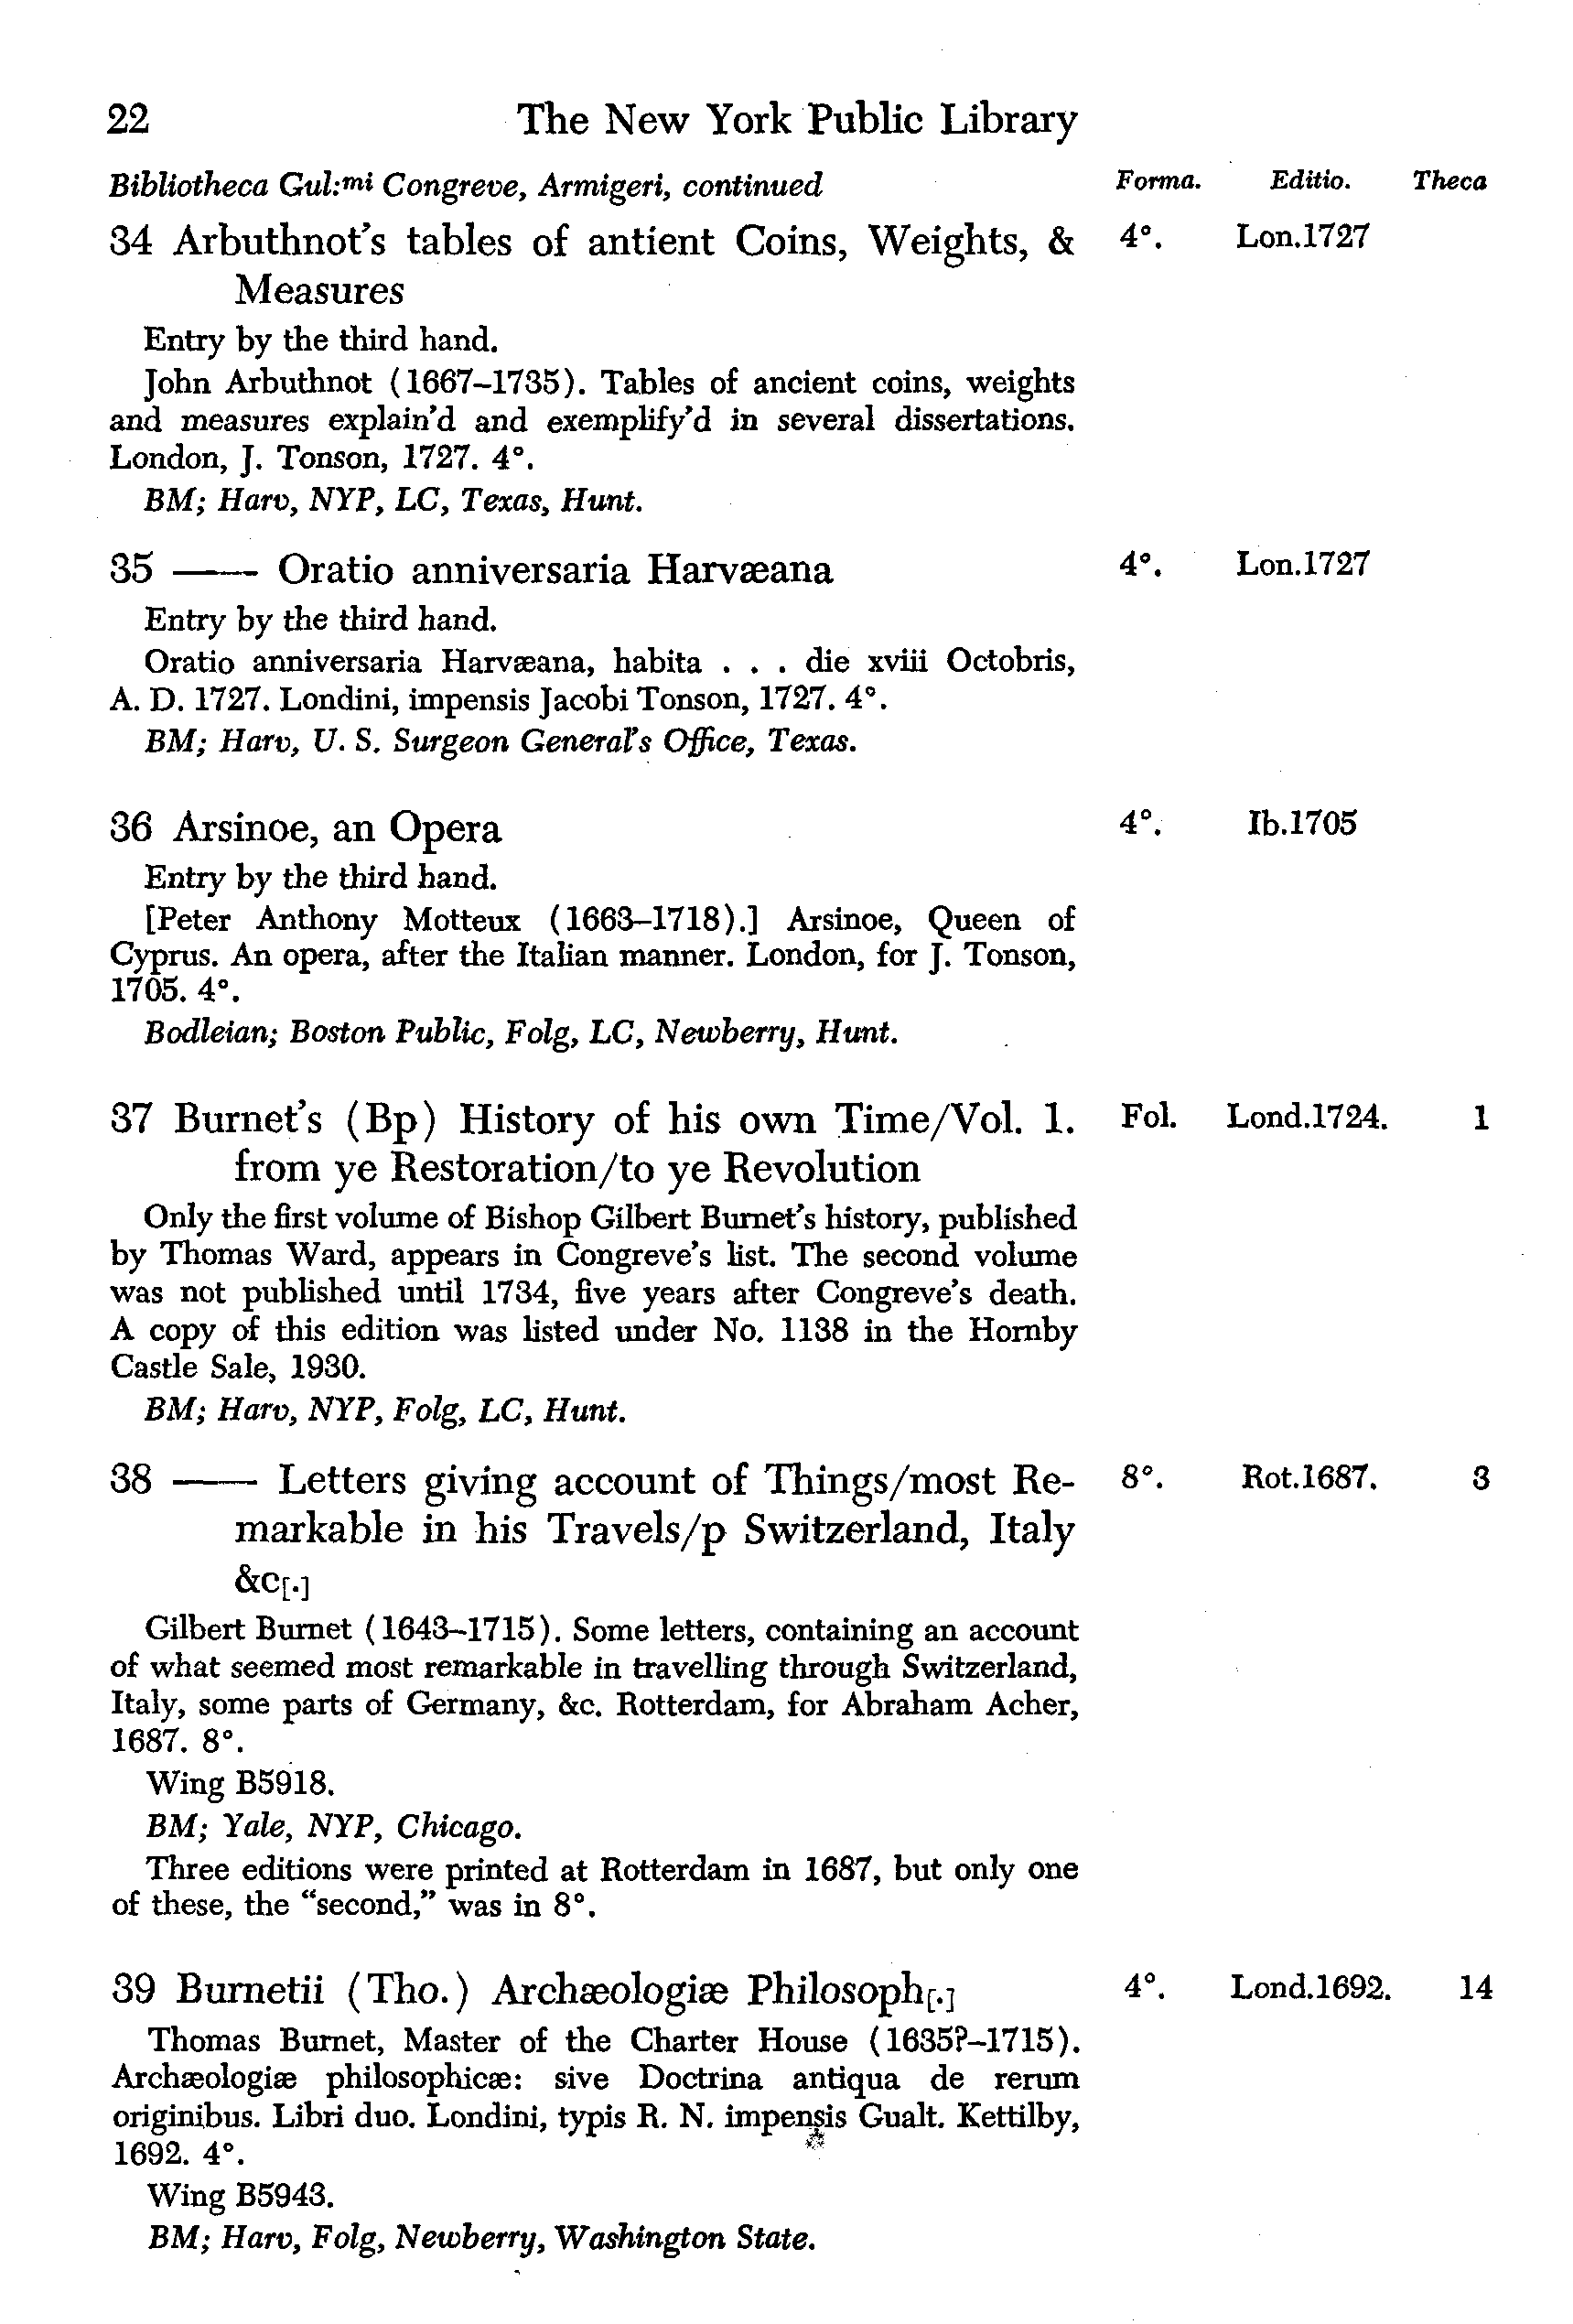 22 The New York Public Library
Bibliotheca Gul:mi Congreve, Armigeri, continued Forma. Editio. Theca
34 Arbuthnot's tables of antient Coins, Weights, & 4°. Lon.1727
Measures
Entry by the third hand.
John Arbuthnot (1667–1735). Tables of ancient coins, weights
and measures explain'd and exemplify'd in several dissertations.
London, J. Tonson, 1727. 4°.
BM; Harv, NYP, LC, Texas, Hunt.
35 —— Oratio anniversaria Harvæana 4°. Lon.1727
Entry by the third hand.
Oratio anniversaria Harvæana, habita . . . die xviii Octobris,
A. D. 1727. Londini, impensis Jacobi Tonson, 1727. 4°.
BM; Harv, U. S. Surgeon General's Office, Texas.
36 Arsinoe, an Opera 4°. Ib.1705
Entry by the third hand.
[Peter Anthony Motteux (1663–1718).] Arsinoe, Queen of
Cyprus. An opera, after the Italian manner. London, for J. Tonson,
1705. 4°.
Bodleian; Boston Public, Folg, LC, Newberry, Hunt.
37 Burnet's (Bp) History of his own Time/Vol. 1. Fol. Lond.1724. 1
from ye Restoration/to ye Revolution
Only the first volume of Bishop Gilbert Burnet's history, published
by Thomas Ward, appears in Congreve's list. The second volume
was not published until 1734, five years after Congreve's death.
A copy of this edition was listed under No. 1138 in the Hornby
Castle Sale, 1930.
BM; Harv, NYP, Folg, LC, Hunt.
38 —— Letters giving account of Things/most Re- 8°. Rot.1687. 3
markable in his Travels/p Switzerland, Italy
&c[.]
Gilbert Burnet (1643–1715). Some letters, containing an account
of what seemed most remarkable in travelling through Switzerland,
Italy, some parts of Germany, &c. Rotterdam, for Abraham Acher,
1687. 8°.
Wing B5918.
BM; Yale, NYP, Chicago.
Three editions were printed at Rotterdam in 1687, but only one
of these, the “second,” was in 8°.
39 Burnetii (Tho.) Archæologiæ Philosoph[.] 4°. Lond.1692. 14
Thomas Burnet, Master of the Charter House (1635?–1715).
Archæologiæ philosophicæ: sive Doctrina antiqua de rerum
originibus. Libri duo. Londini, typis R. N. impensis Gualt. Kettilby,
1692. 4°.
Wing B5943.
BM; Harv, Folg, Newberry, Washington State.